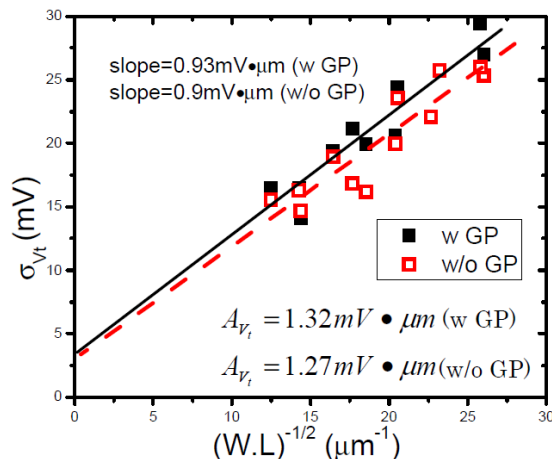 30
25
20
15
10
5
0
σVt (mV)
slope=0.93mV•μm (w GP)
slope=0.9mV•μm (w/o GP)
w GP
w/o GP
AVt = 1.32mV • μm (w GP)
AVt = 1.27mV • μm (w/o GP)
0 5 10 15 20 25 30
(W.L)^-1/2 (μm^-1)